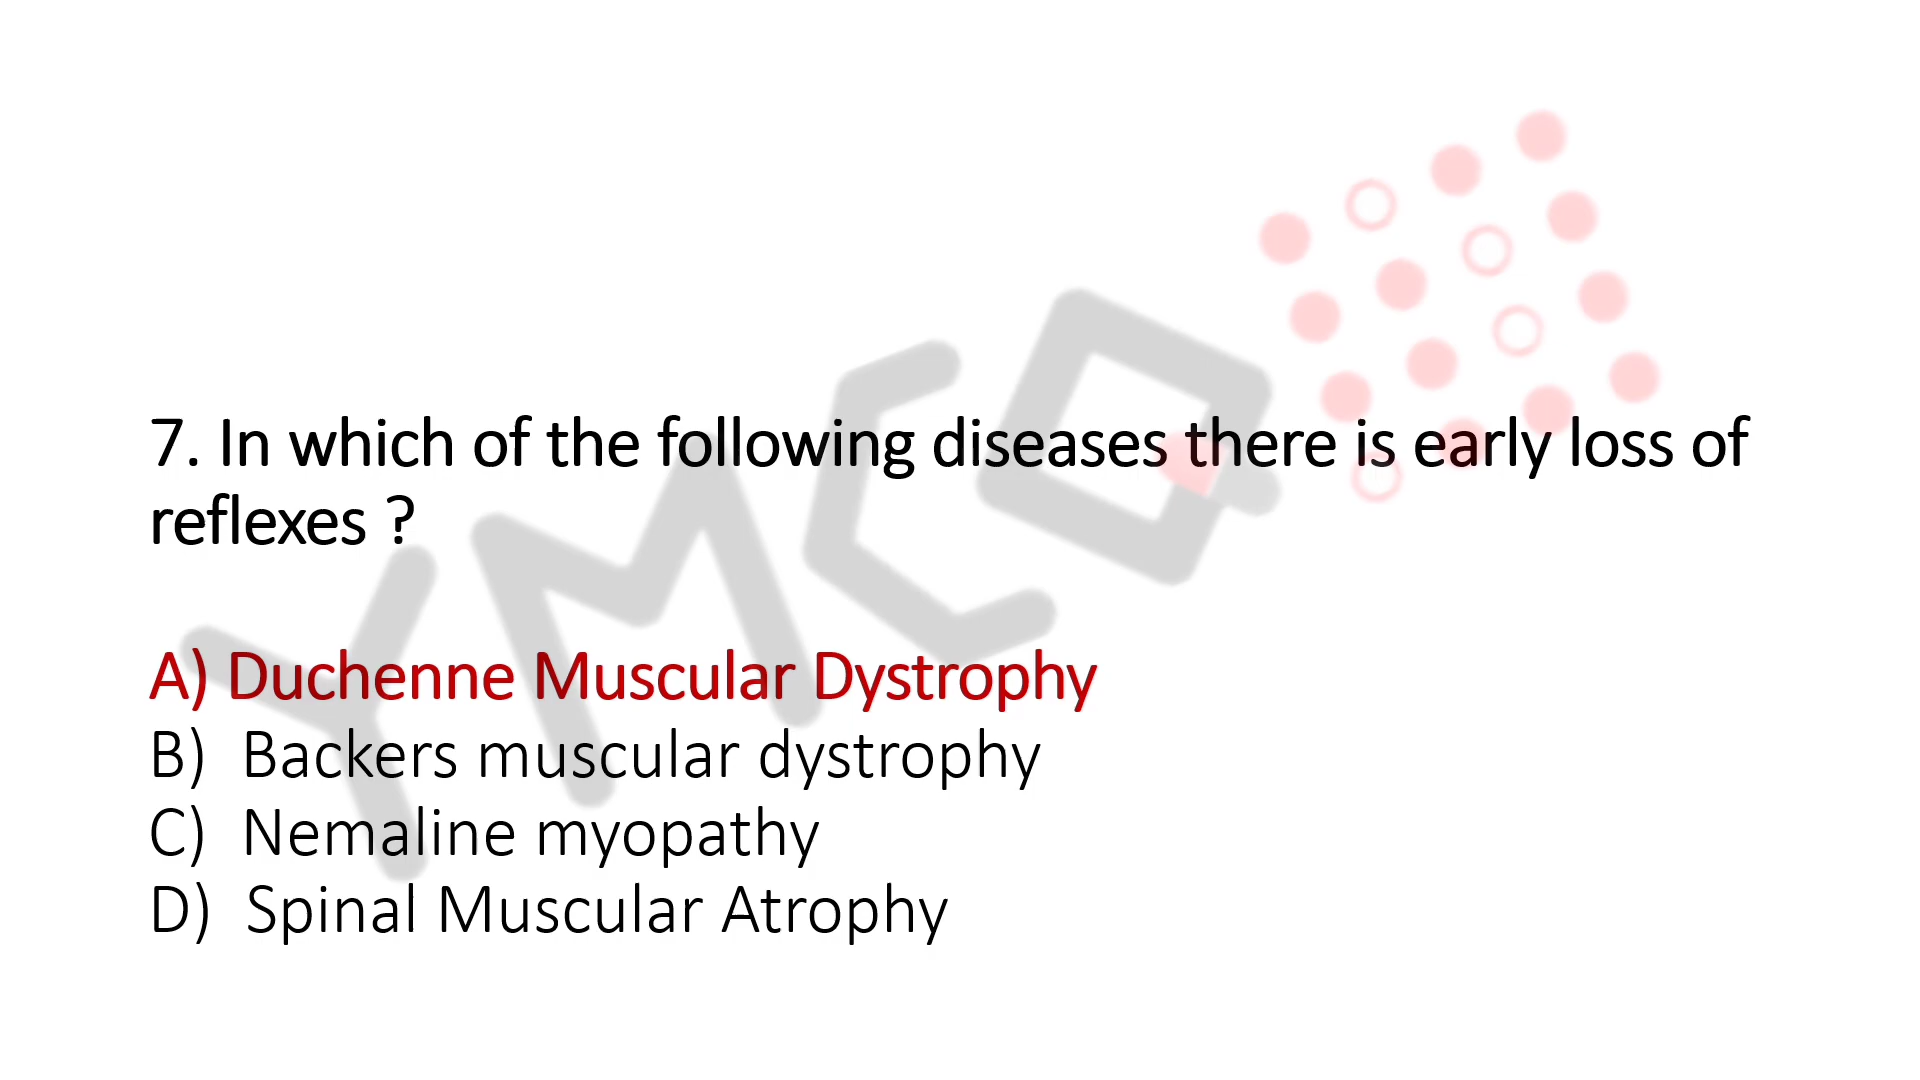 7. In which of the following diseases there is early loss of
reflexes ?
A) Duchenne Muscular Dystrophy
B) Backers muscular dystrophy
C) Nemaline myopathy
D) Spinal Muscular Atrophy
YMCQ